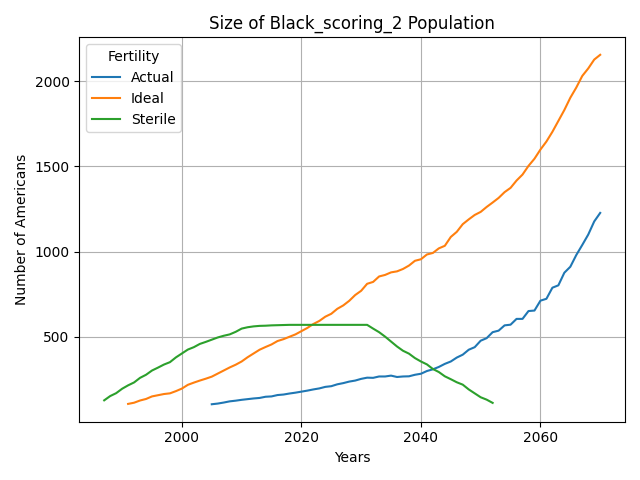 Size of Black_scoring_2 Population
Fertility
Actual
Ideal
Sterile
Number of Americans
2000
1500
1000
500
2000
2020
2040
2060
Years